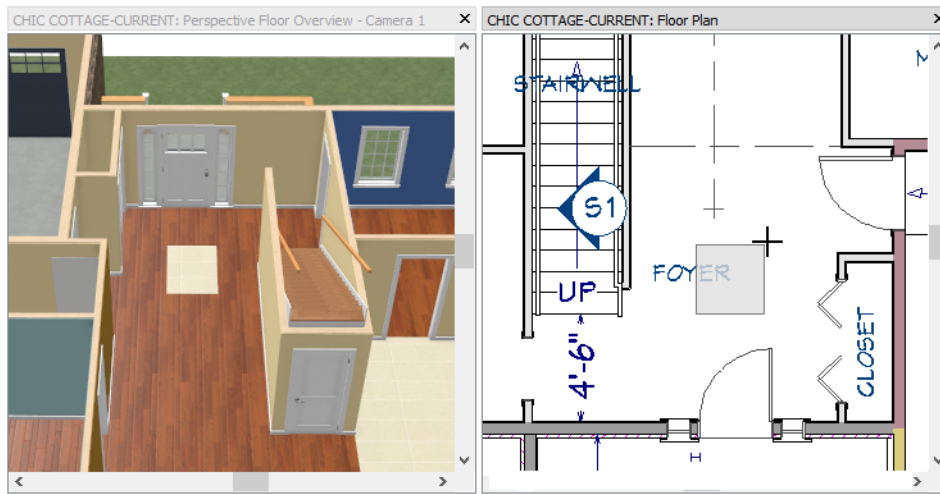 CHIC COTTAGE-CURRENT: Perspective Floor Overview - Camera 1
CHIC COTTAGE-CURRENT: Floor Plan
STAIRWELL
M
S1
FOYER
UP
4'-6"
CLOSET
H